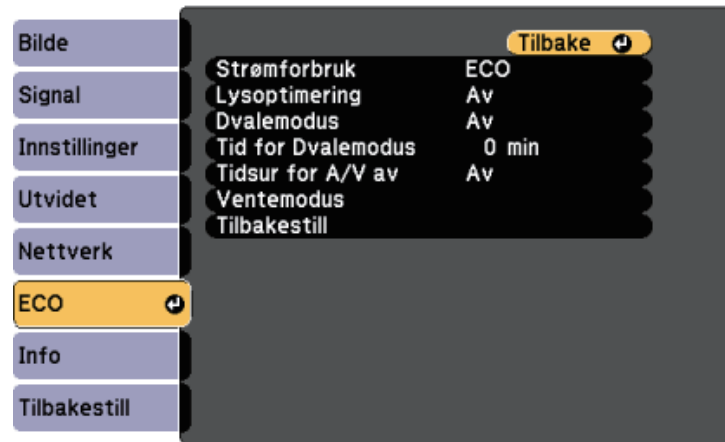 Bilde
Signal
Innstillinger
Utvidet
Nettverk
ECO
Info
Tilbakestill
Tilbake
Strømforbruk ECO
Lysoptimering Av
Dvalemodus Av
Tid for Dvalemodus 0 min
Tidsur for A/V av Av
Ventemodus
Tilbakestill